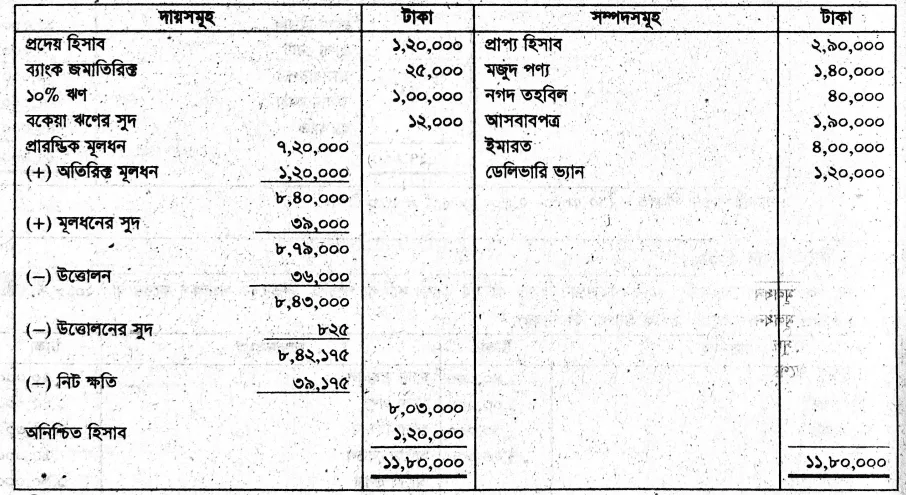 দায়সমূহ টাকা সম্পদসমূহ টাকা
প্রদেয় হিসাব ১,২০,০০০ প্রাপ্য হিসাব ২,৯০,০০০
ব্যাংক জমাতিরিক্ত ২৫,০০০ মজুদ পণ্য ১,৪০,০০০
১০% ঋণ ১,০০,০০০ নগদ তহবিল ৪০,০০০
বকেয়া ঋণের সুদ ১২,০০০ আসবাবপত্র ১,৯০,০০০
প্রারম্ভিক মূলধন ৭,২০,০০০ ইমারত ৪,০০,০০০
(+) অতিরিক্ত মূলধন ১,২০,০০০ ডেলিভারি ভ্যান ১,২০,০০০
৮,৪০,০০০
(+) মূলধনের সুদ ৩৯,০০০
৮,৭৯,০০০
(–) উত্তোলন ৩৬,০০০
৮,৪৩,০০০
(–) উত্তোলনের সুদ ৮২৫
৮,৪২,১৭৫
(–) নিট ক্ষতি ৩৯,১৭৫
৮,০৩,০০০
অনিশ্চিত হিসাব ১,২০,০০০
১১,৮০,০০০ ১১,৮০,০০০